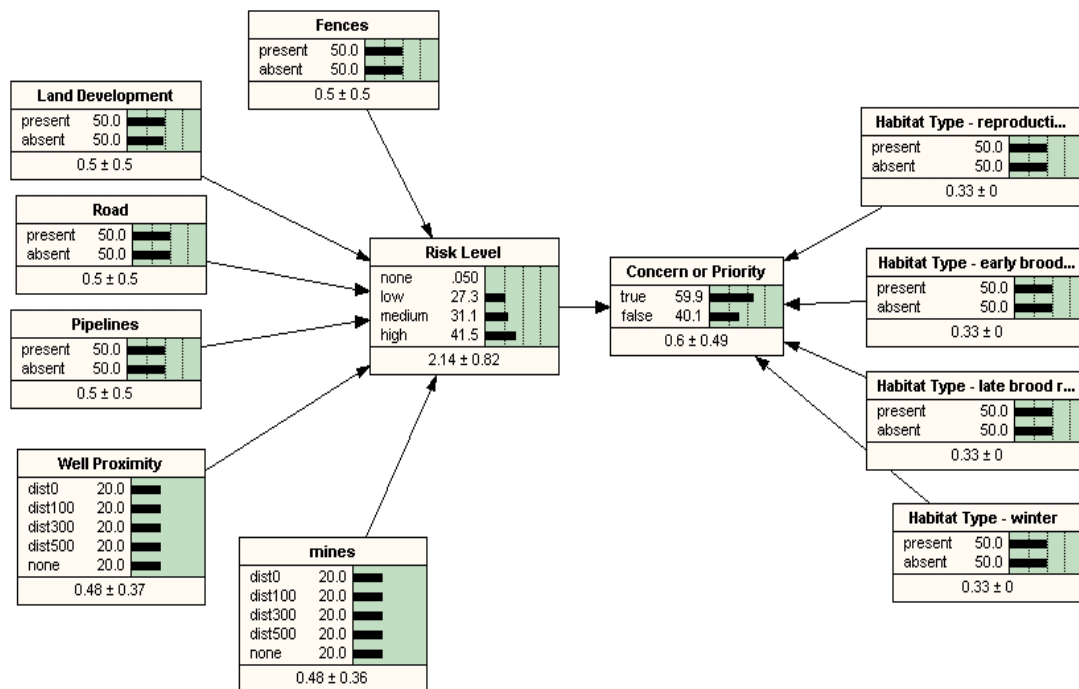 Fences
present 50.0
absent 50.0
0.5 ± 0.5
Land Development
present 50.0
absent 50.0
0.5 ± 0.5
Road
present 50.0
absent 50.0
0.5 ± 0.5
Pipelines
present 50.0
absent 50.0
0.5 ± 0.5
Well Proximity
dist0 20.0
dist100 20.0
dist300 20.0
dist500 20.0
none 20.0
0.48 ± 0.37
mines
dist0 20.0
dist100 20.0
dist300 20.0
dist500 20.0
none 20.0
0.48 ± 0.36
Risk Level
none .050
low 27.3
medium 31.1
high 41.5
2.14 ± 0.82
Concern or Priority
true 59.9
false 40.1
0.6 ± 0.49
Habitat Type - reproducti...
present 50.0
absent 50.0
0.33 ± 0
Habitat Type - early brood...
present 50.0
absent 50.0
0.33 ± 0
Habitat Type - late brood r...
present 50.0
absent 50.0
0.33 ± 0
Habitat Type - winter
present 50.0
absent 50.0
0.33 ± 0